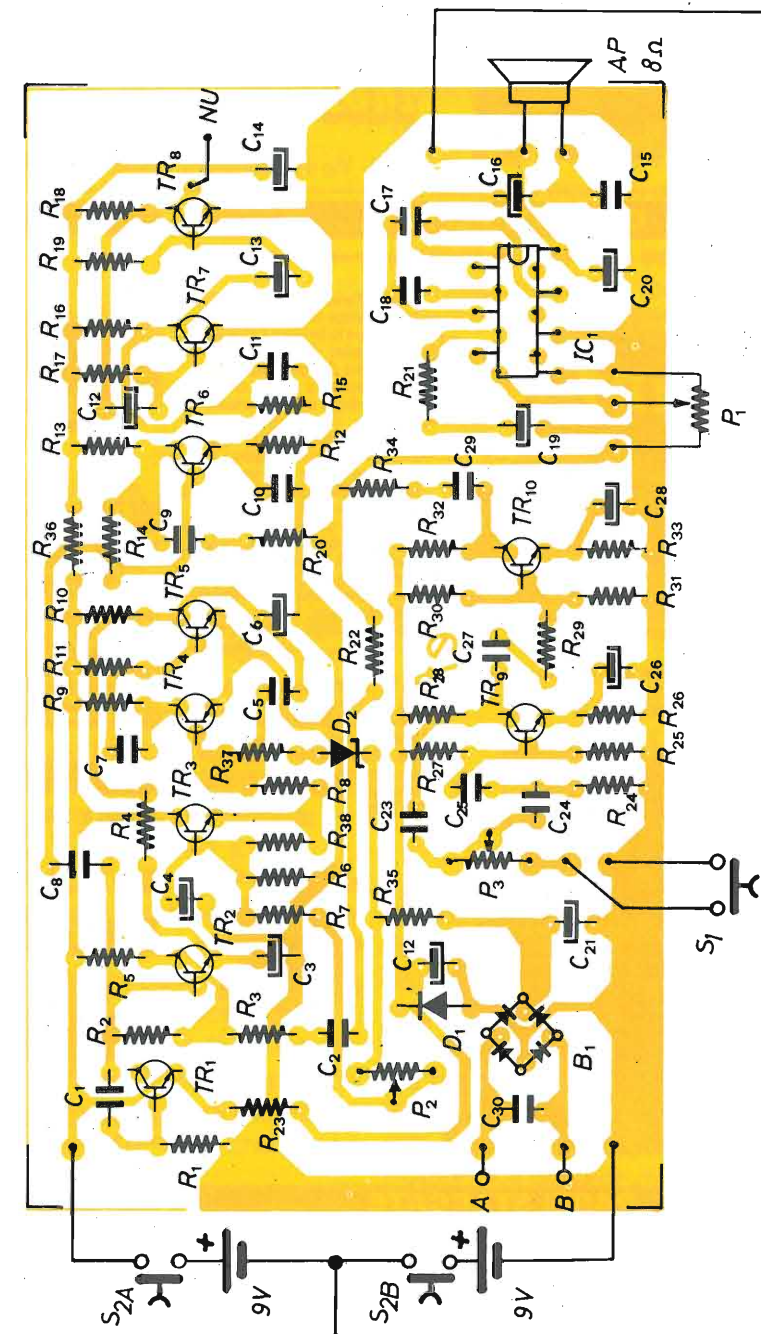 AP
8Ω
NU
C14
TR8
R18
R19
C13
TR7
R16
R17
C12
C11
TR6
R15
R13
R12
C10
R36
R14
C9
R20
TR5
R10
R11
R9
TR4
C6
C5
C7
TR3
R37
D2
R8
R4
R38
C8
C4
R6
R7
TR2
C3
R5
R2
R3
C2
C1
TR1
R23
R1
C16
C15
C17
C18
C20
IC1
R21
C19
P1
R34
C29
R32
TR10
C28
R33
R30
R31
R22
R29
C27
R28
TR9
C26
R26
R27
R25
C23
C25
C24
R24
P3
R35
S1
C12
C21
D1
B1
P2
C30
A
B
S2A
+
9V
S2B
+
9V